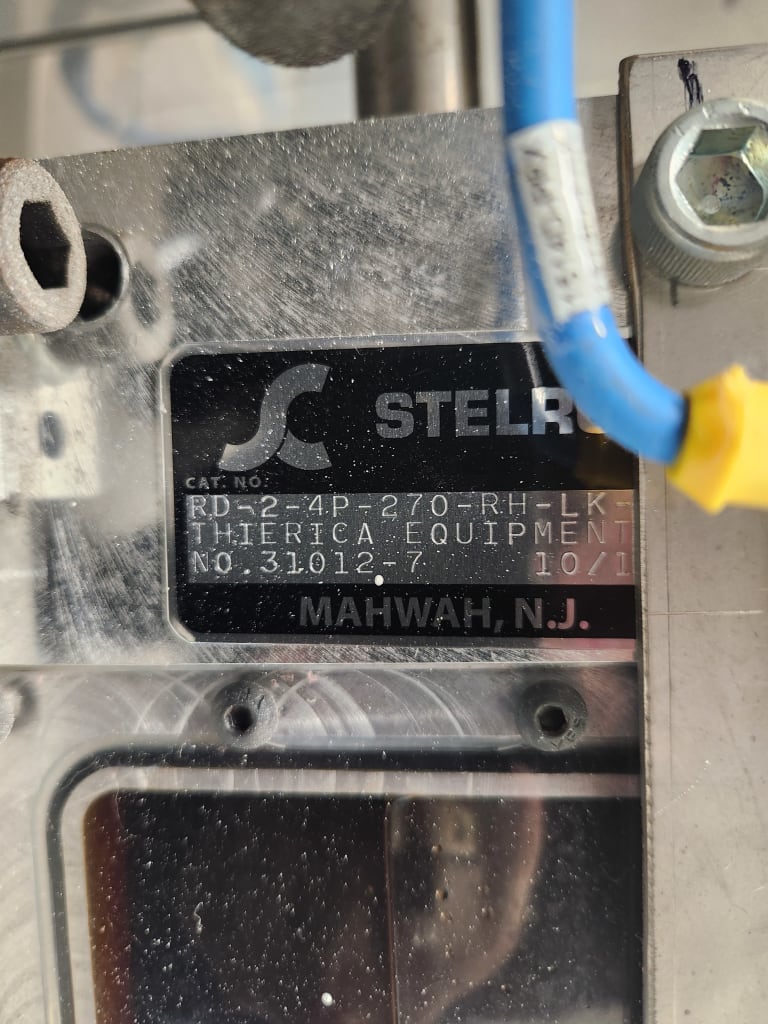 STELR
CAT. NO.
RD-2-4P-270-RH-LK-
THIERICA EQUIPMENT
NO.31012-7 10/1
MAHWAH, N.J.